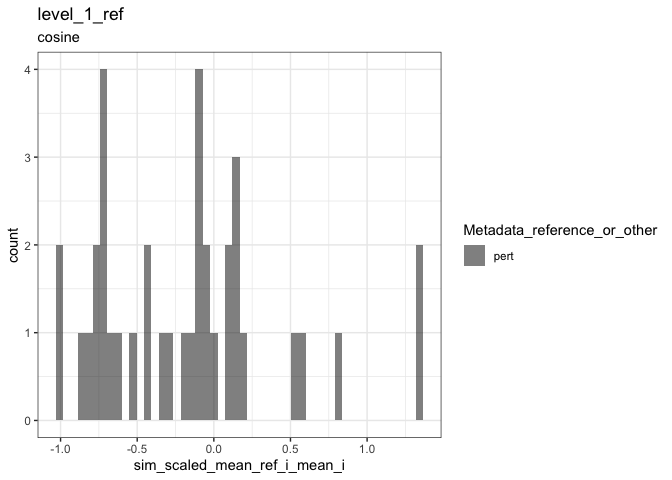 level_1_ref
cosine
4
3
2
1
0
count
-1.0 -0.5 0.0 0.5 1.0
sim_scaled_mean_ref_i_mean_i
Metadata_reference_or_other
pert